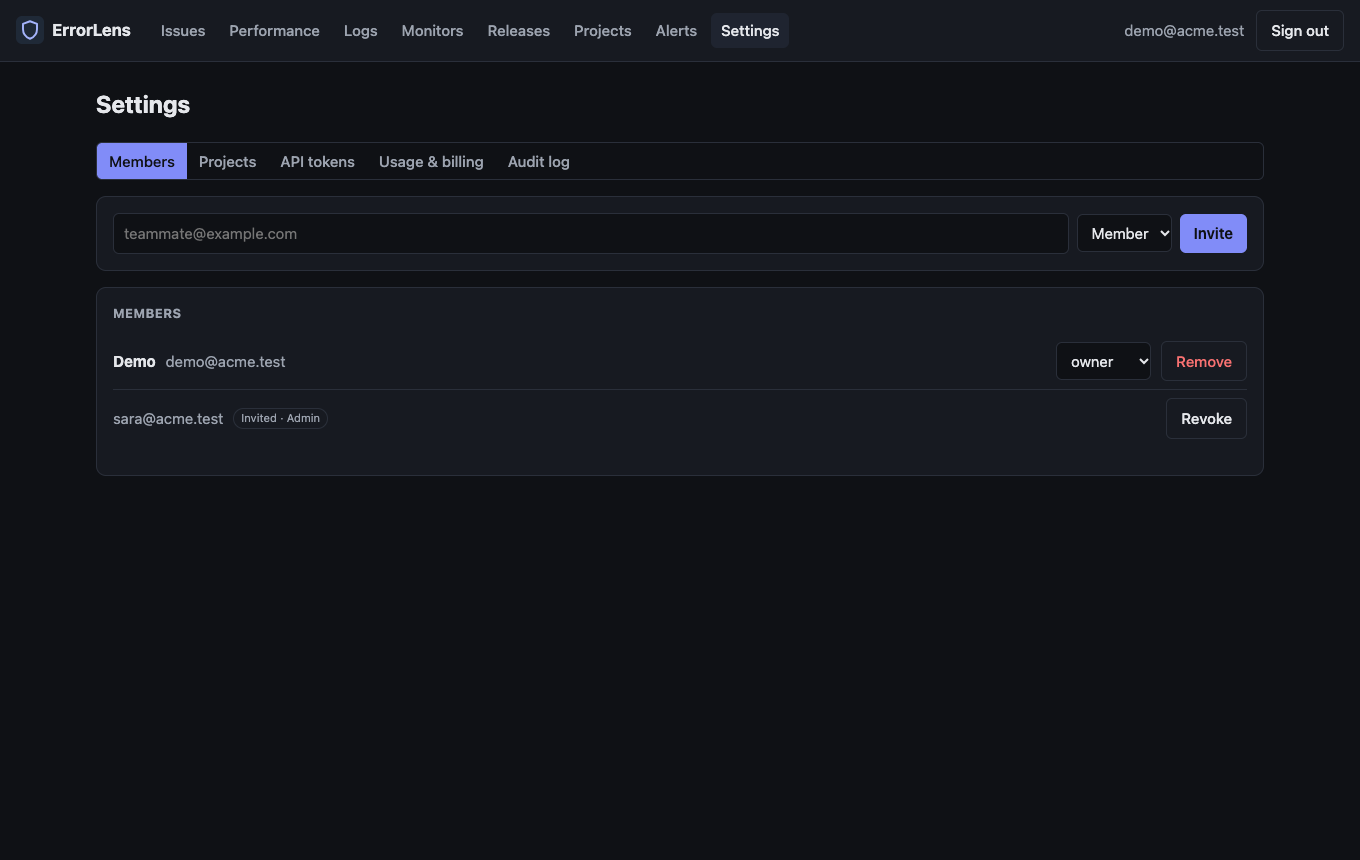 ErrorLens Issues Performance Logs Monitors Releases Projects Alerts Settings demo@acme.test Sign out
Settings
Members Projects API tokens Usage & billing Audit log
teammate@example.com Member Invite
MEMBERS
Demo demo@acme.test owner Remove
sara@acme.test Invited · Admin Revoke